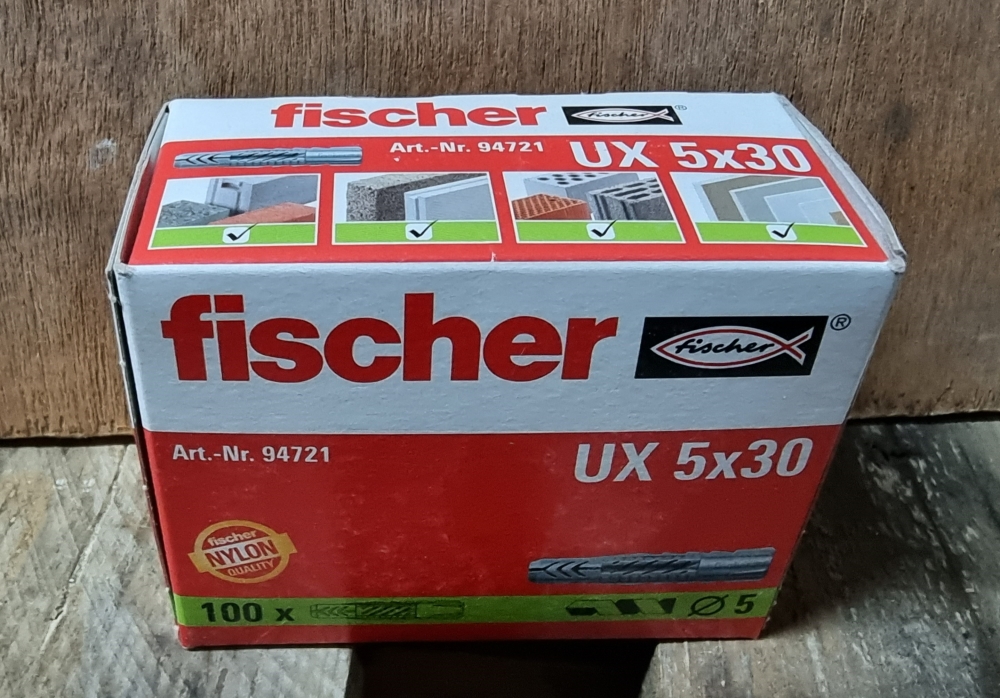 fischer fischer ®
Art.-Nr. 94721 UX 5x30
fischer fischer ®
Art.-Nr. 94721 UX 5x30
fischer
NYLON
QUALITY
100 x Ø 5